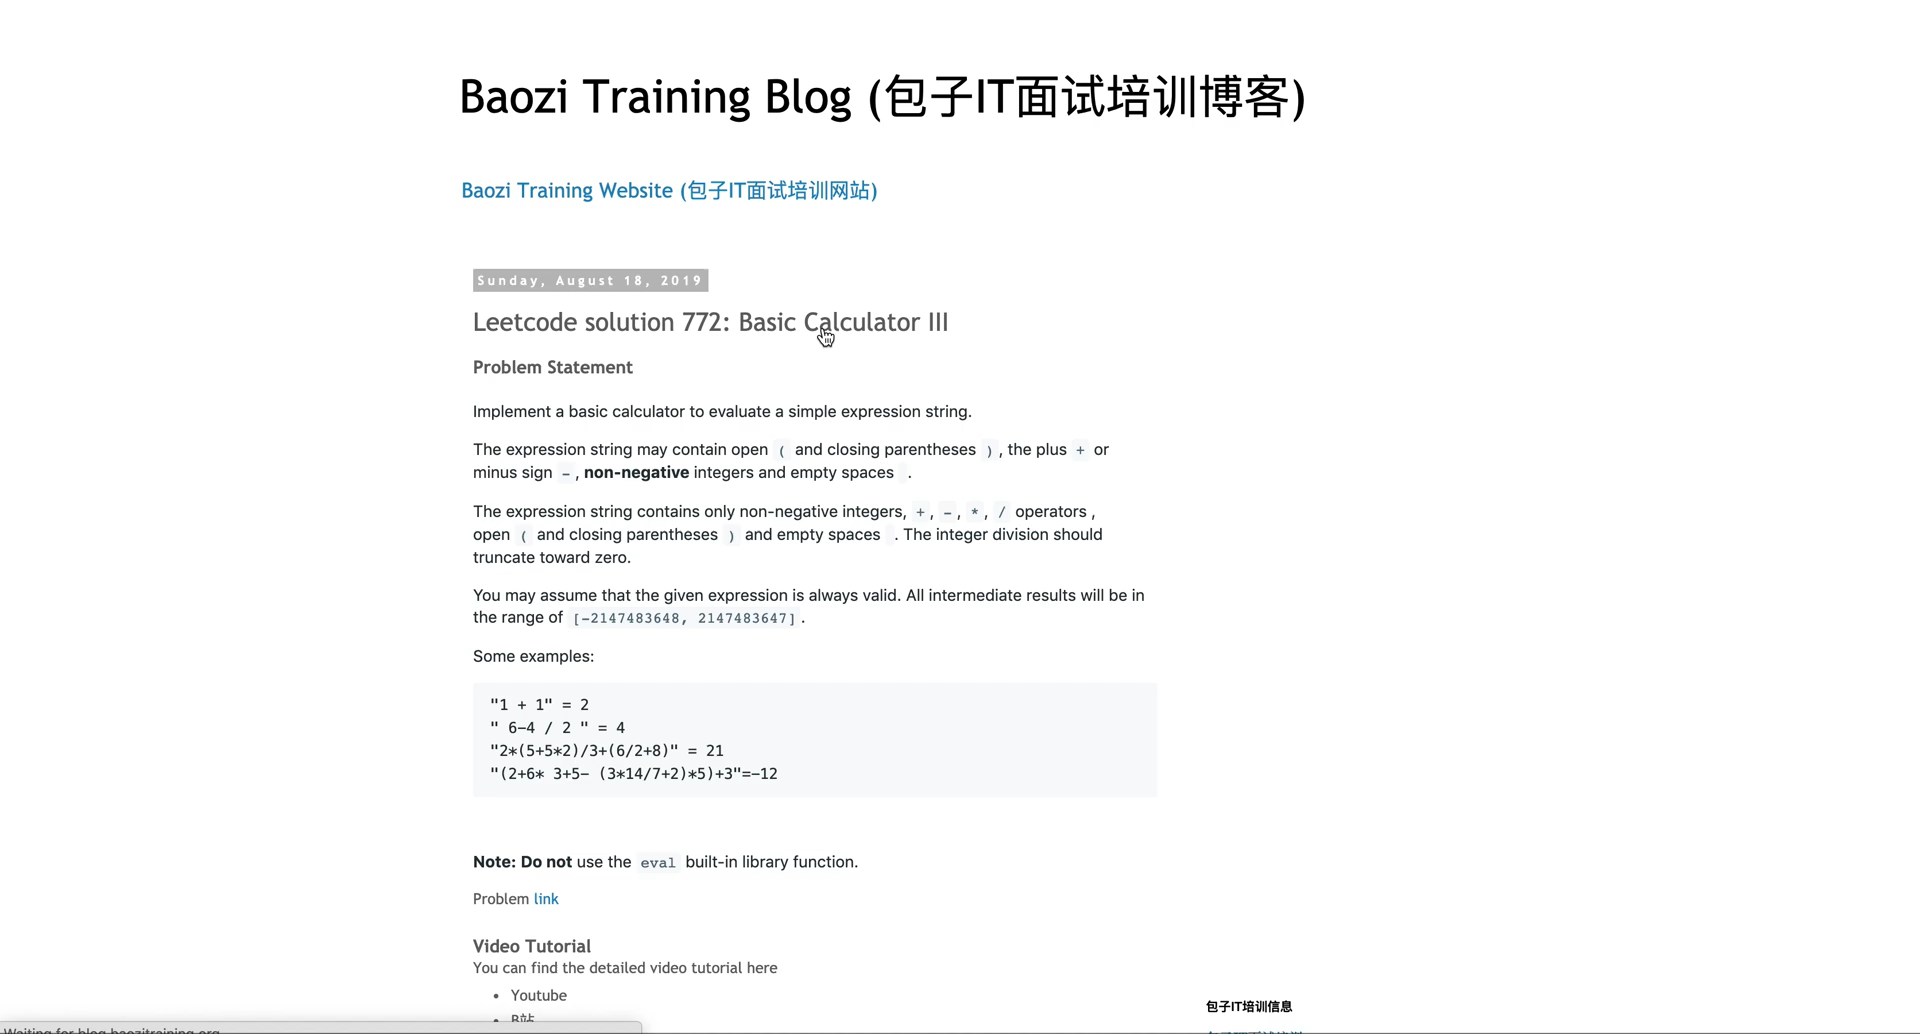 Baozi Training Blog (包子IT面试培训博客)
Baozi Training Website (包子IT面试培训网站)
Sunday, August 18, 2019
Leetcode solution 772: Basic Calculator III
Problem Statement
Implement a basic calculator to evaluate a simple expression string.
The expression string may contain open ( and closing parentheses ), the plus + or
minus sign -, non-negative integers and empty spaces .
The expression string contains only non-negative integers, +, -, *, / operators ,
open ( and closing parentheses ) and empty spaces . The integer division should
truncate toward zero.
You may assume that the given expression is always valid. All intermediate results will be in
the range of [-2147483648, 2147483647].
Some examples:
"1 + 1" = 2
" 6-4 / 2 " = 4
"2*(5+5*2)/3+(6/2+8)" = 21
"(2+6* 3+5- (3*14/7+2)*5)+3"=-12
Note: Do not use the eval built-in library function.
Problem link
Video Tutorial
You can find the detailed video tutorial here
• Youtube
• B站
包子IT培训信息
Waiting for blog.baozitraining.org